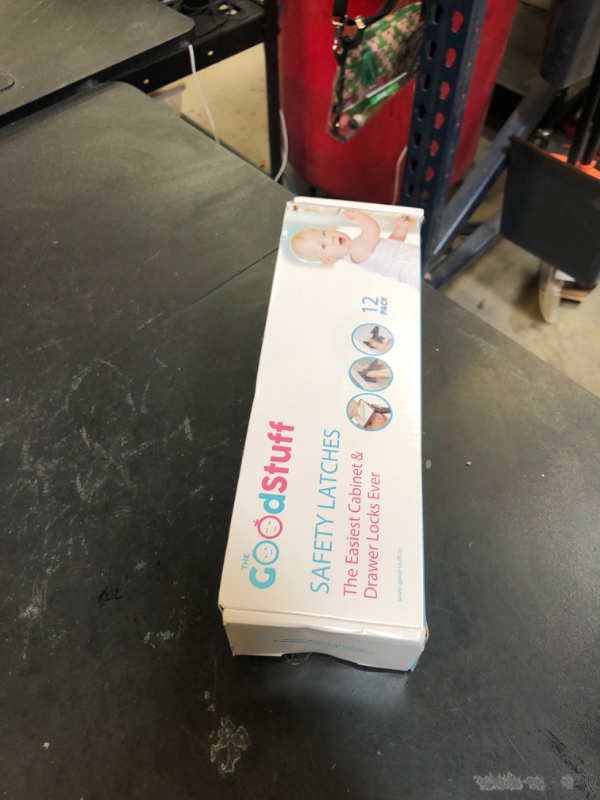 THE
GOOdstuff
SAFETY LATCHES
The Easiest Cabinet &
Drawer Locks Ever
12
PACK